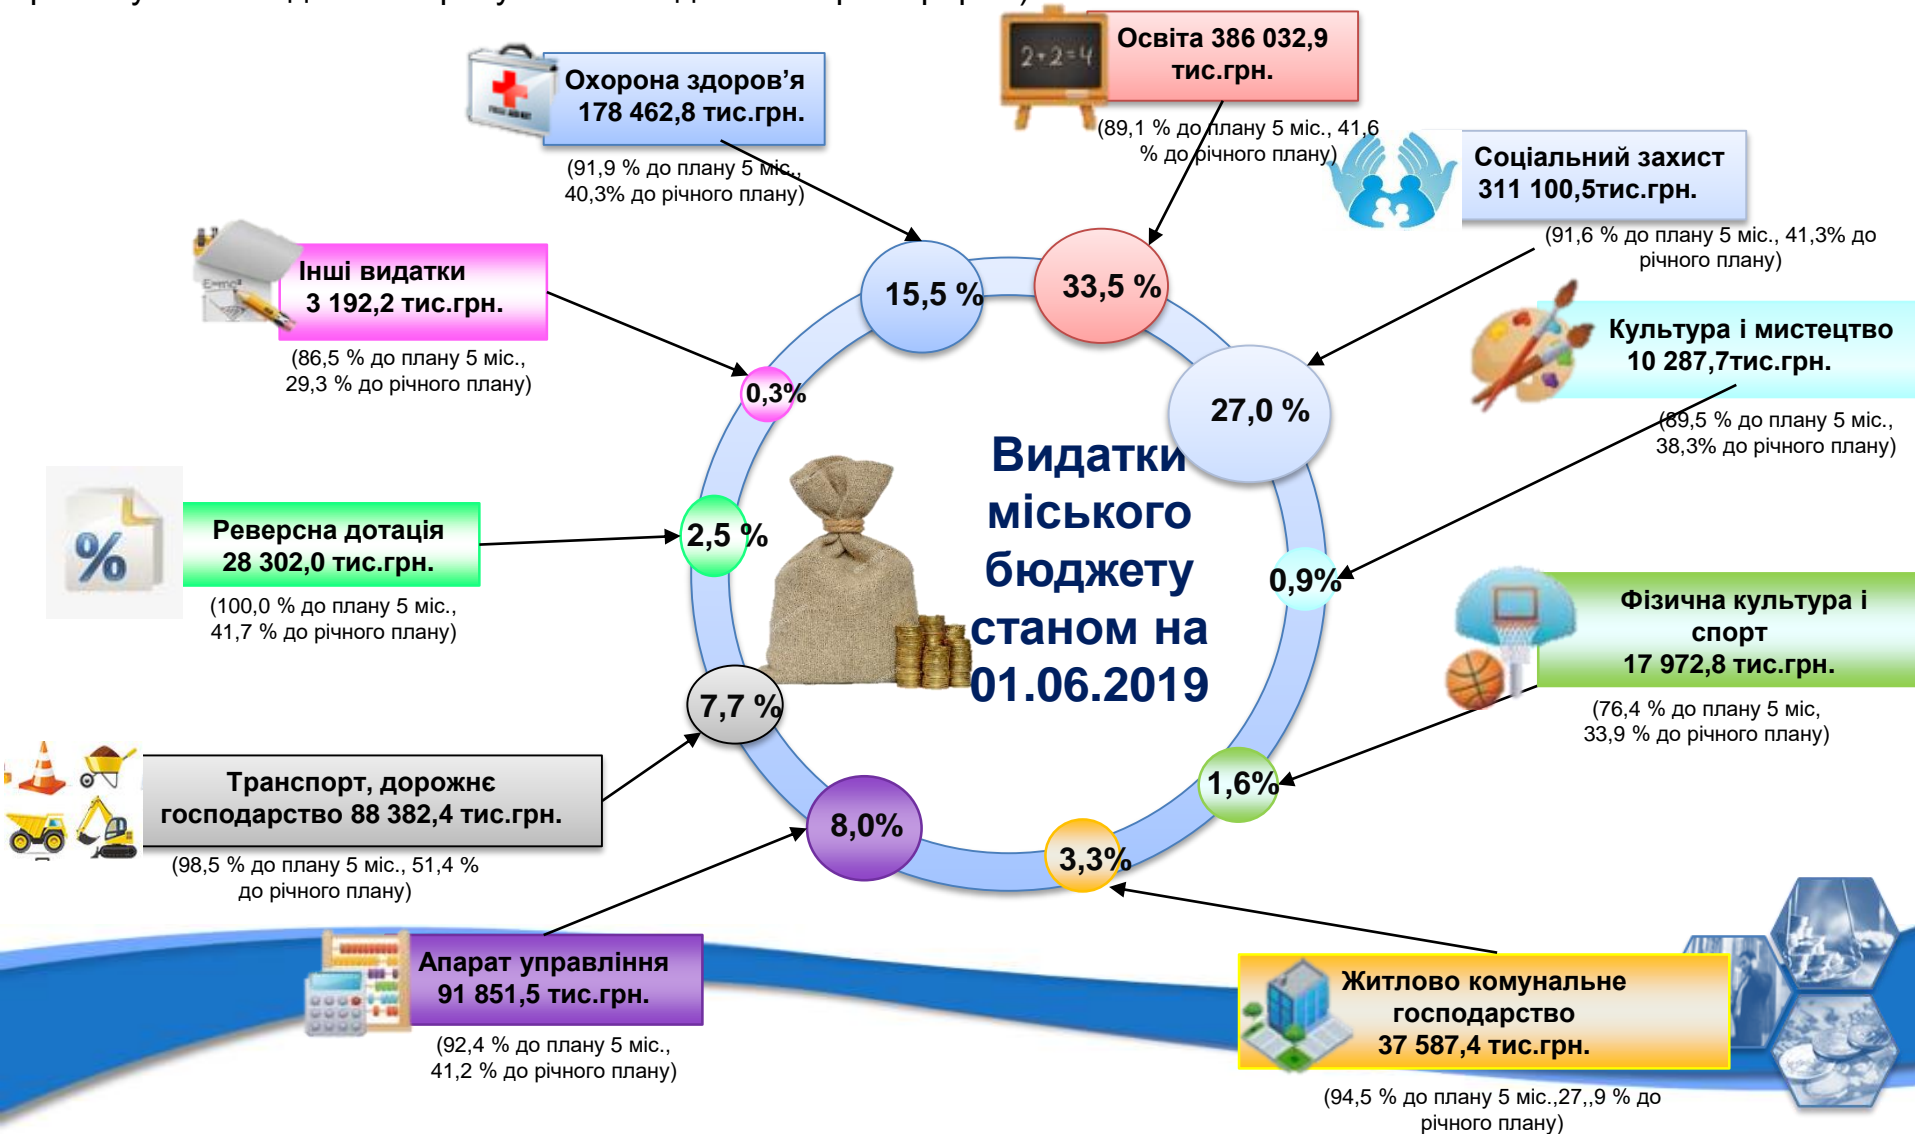 Охорона здоров’я
178 462,8 тис.грн.
(91,9 % до плану 5 міс.,
40,3% до річного плану)
2+2=4
Освіта 386 032,9
тис.грн.
(89,1 % до плану 5 міс., 41,6
% до річного плану)
Соціальний захист
311 100,5тис.грн.
(91,6 % до плану 5 міс., 41,3% до
річного плану)
Інші видатки
3 192,2 тис.грн.
(86,5 % до плану 5 міс.,
29,3 % до річного плану)
Культура і мистецтво
10 287,7тис.грн.
(89,5 % до плану 5 міс.,
38,3% до річного плану)
15,5 %
33,5 %
0,3%
27,0 %
Видатки
міського
бюджету
станом на
01.06.2019
%
Реверсна дотація
28 302,0 тис.грн.
(100,0 % до плану 5 міс.,
41,7 % до річного плану)
2,5 %
0,9%
Фізична культура і
спорт
17 972,8 тис.грн.
(76,4 % до плану 5 міс,
33,9 % до річного плану)
7,7 %
1,6%
Транспорт, дорожнє
господарство 88 382,4 тис.грн.
(98,5 % до плану 5 міс., 51,4 %
до річного плану)
8,0%
3,3%
Апарат управління
91 851,5 тис.грн.
(92,4 % до плану 5 міс.,
41,2 % до річного плану)
Житлово комунальне
господарство
37 587,4 тис.грн.
(94,5 % до плану 5 міс.,27,,9 % до
річного плану)